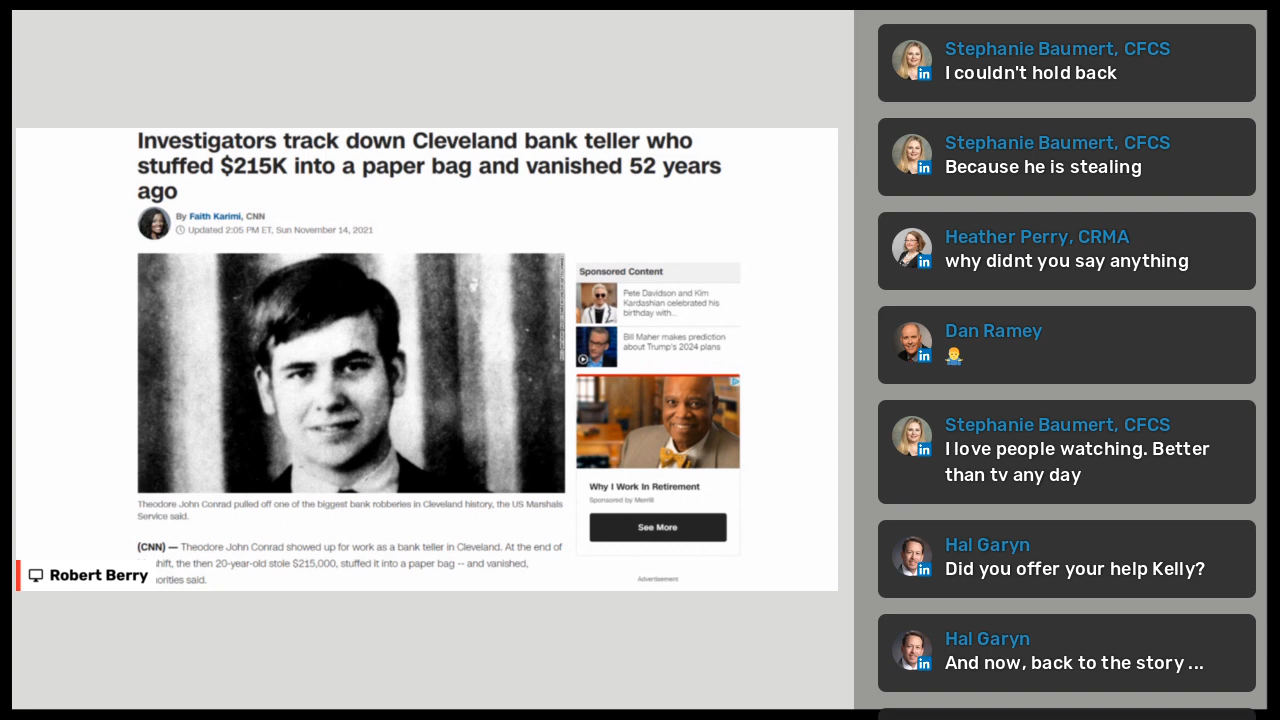 Investigators track down Cleveland bank teller who
stuffed $215K into a paper bag and vanished 52 years
ago
By Faith Karimi, CNN
Updated 2:05 PM ET, Sun November 14, 2021
Theodore John Conrad pulled off one of the biggest bank robberies in Cleveland history, the US Marshals
Service said.
(CNN) — Theodore John Conrad showed up for work as a bank teller in Cleveland. At the end of
hift, the then 20-year-old stole $215,000, stuffed it into a paper bag -- and vanished,
orities said.
Sponsored Content
Pete Davidson and Kim
Kardashian celebrated his
birthday with...
Bill Maher makes prediction
about Trump's 2024 plans
Why I Work In Retirement
Sponsored by Merrill
See More
Advertisement
Robert Berry
Stephanie Baumert, CFCS
I couldn't hold back
Stephanie Baumert, CFCS
Because he is stealing
Heather Perry, CRMA
why didnt you say anything
Dan Ramey
Stephanie Baumert, CFCS
I love people watching. Better
than tv any day
Hal Garyn
Did you offer your help Kelly?
Hal Garyn
And now, back to the story ...